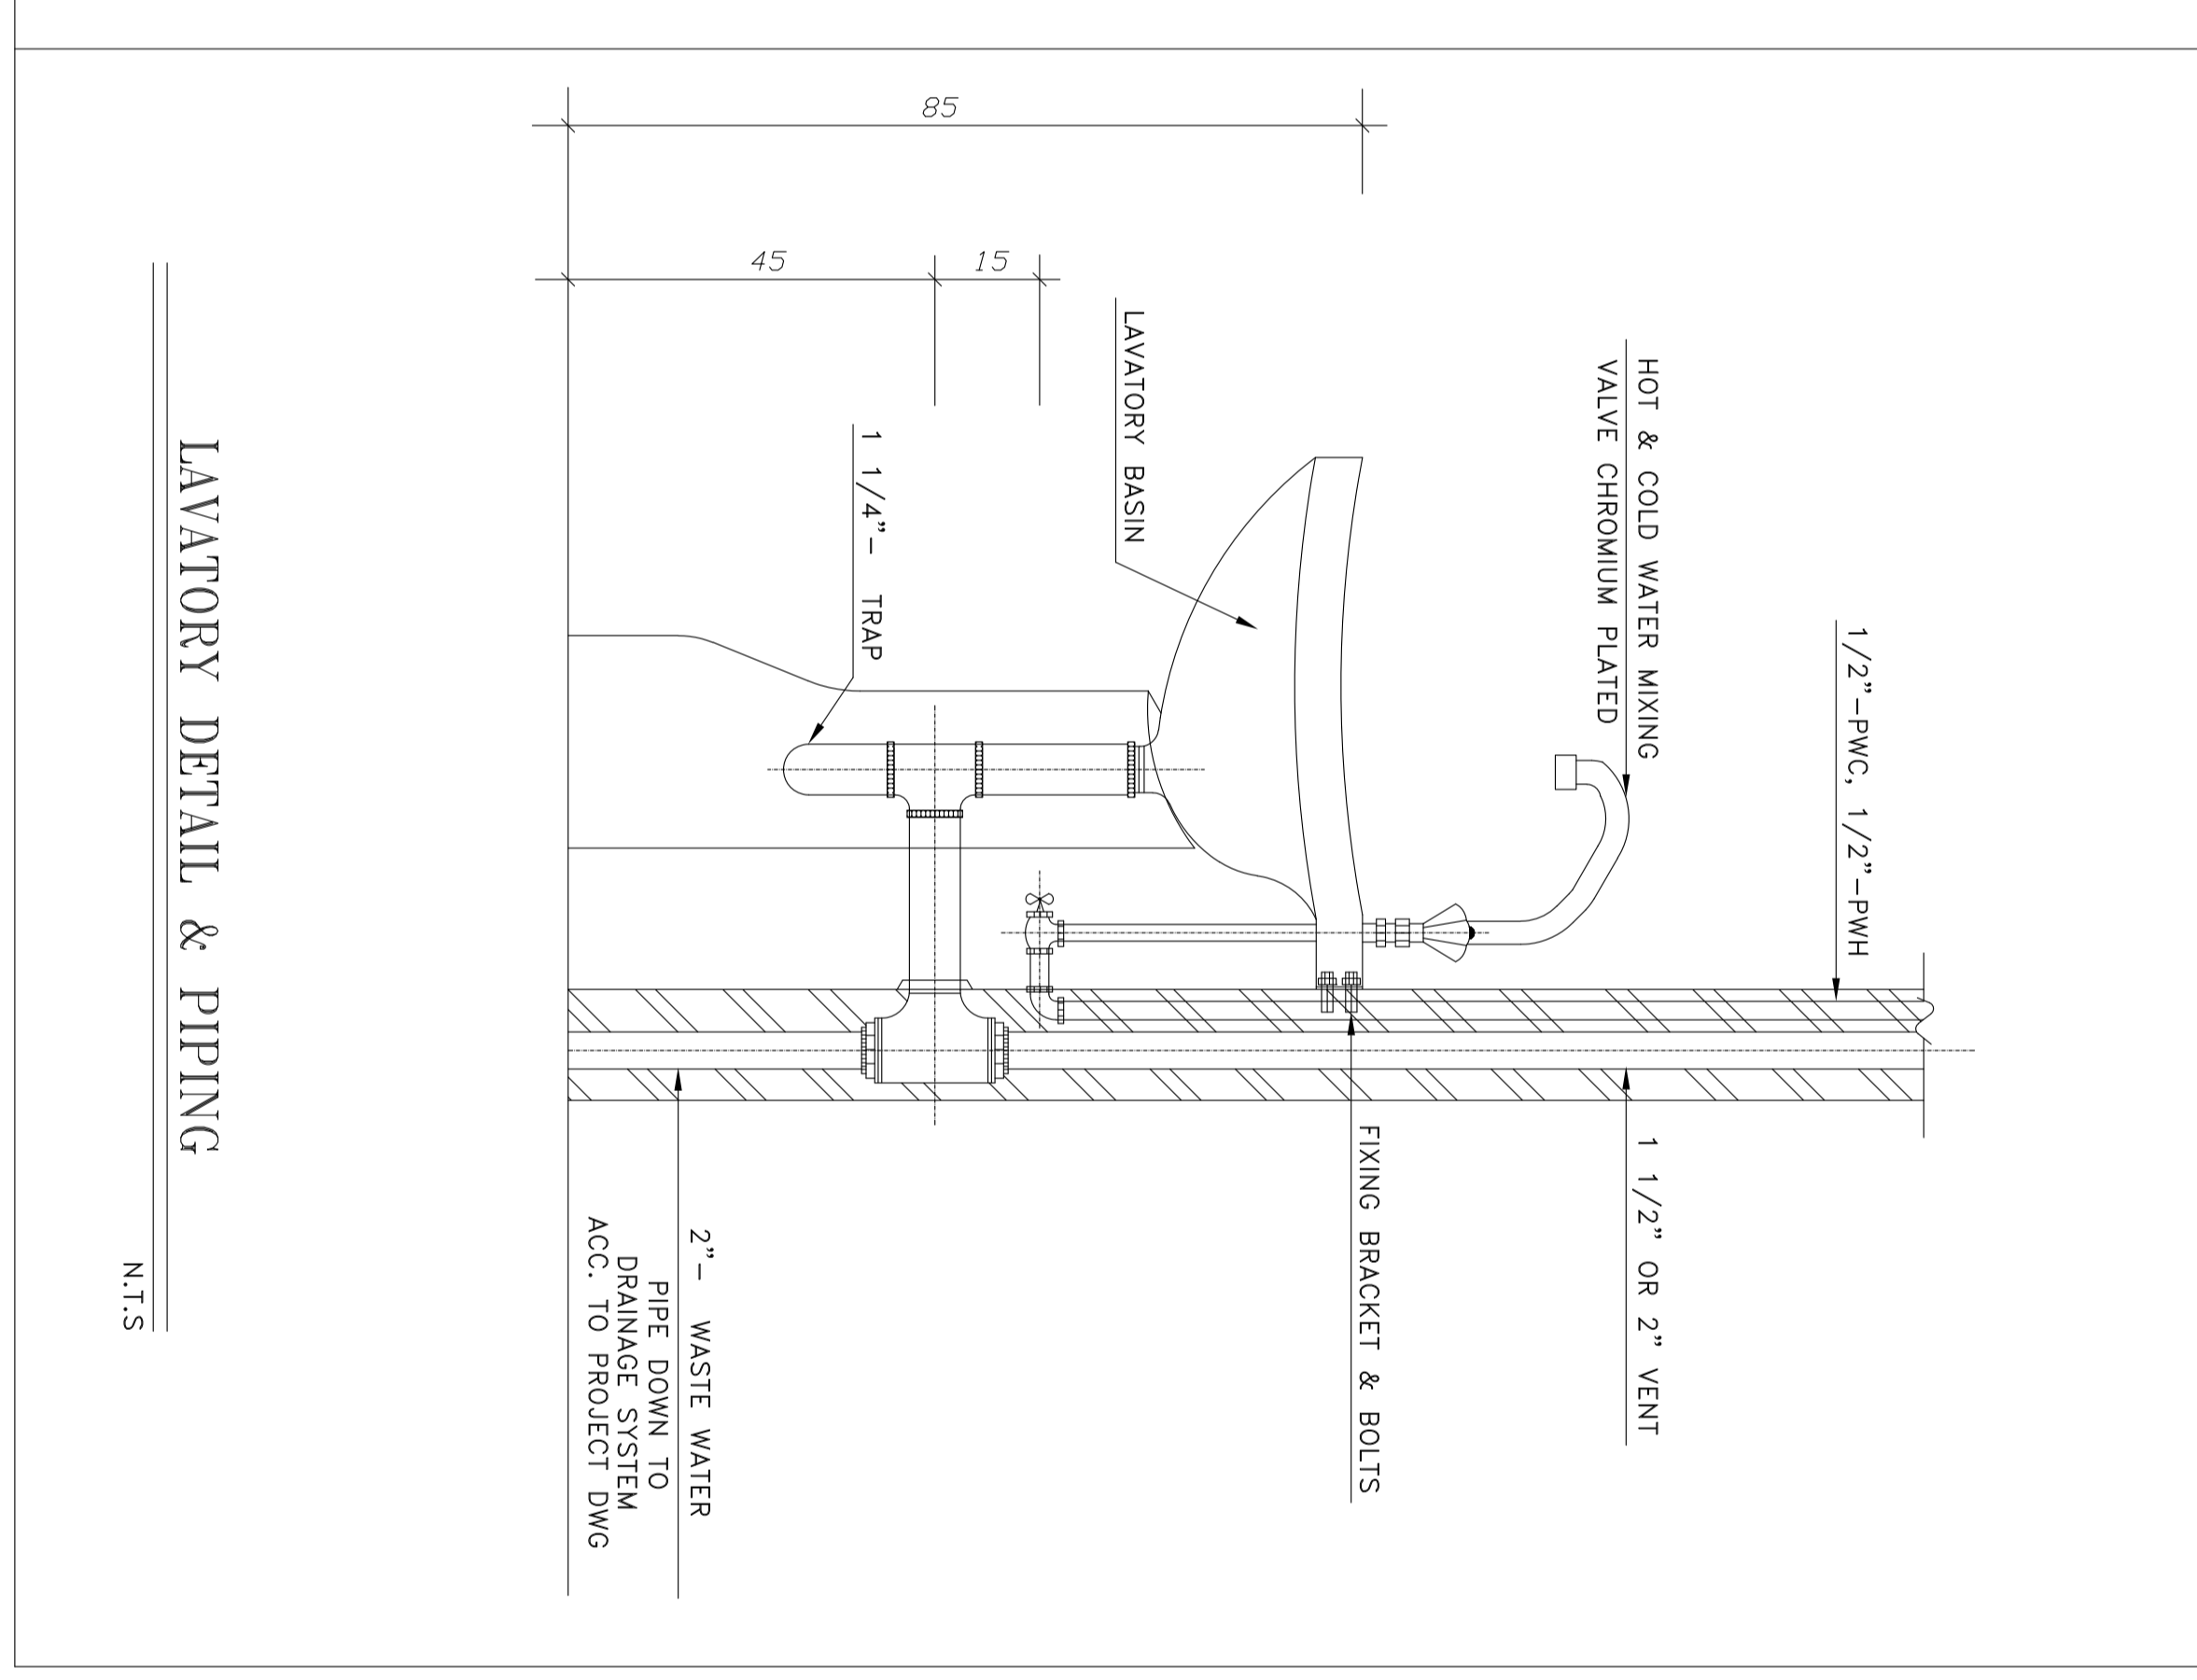 1/2"-PWC, 1/2"-PWH
HOT & COLD WATER MIXING
VALVE CHROMIUM PLATED
1 1/2" OR 2" VENT
85
FIXING BRACKET & BOLTS
LAVATORY BASIN
15
45
1 1/4"- TRAP
2"- WASTE WATER
PIPE DOWN TO
DRAINAGE SYSTEM
ACC. TO PROJECT DWG
LAVATORY DETAIL & PIPING
N.T.S